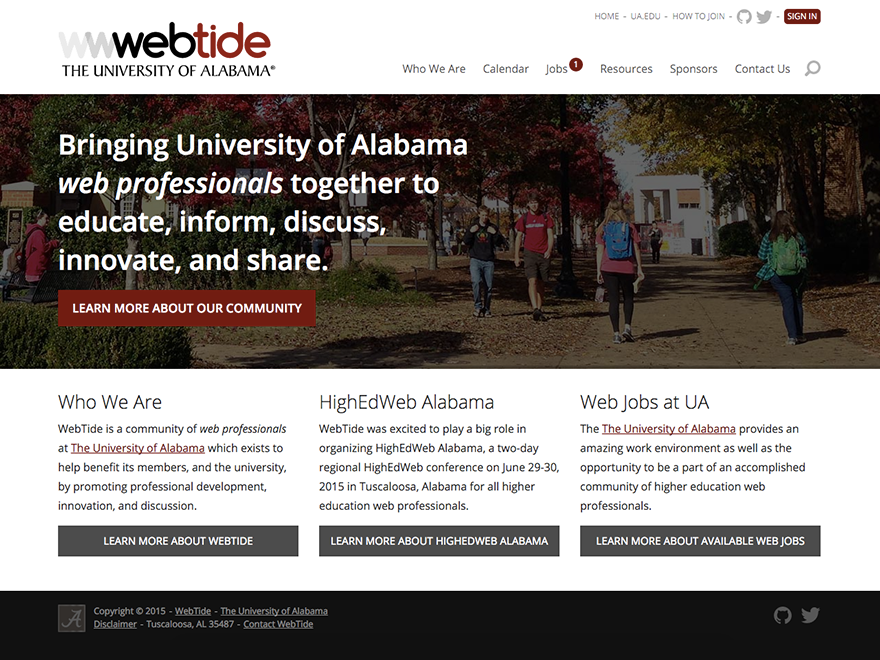 HOME - UA.EDU - HOW TO JOIN - - SIGN IN
wwwebtide
THE UNIVERSITY OF ALABAMA®
Who We Are Calendar Jobs 1 Resources Sponsors Contact Us
Bringing University of Alabama
web professionals together to
educate, inform, discuss,
innovate, and share.
LEARN MORE ABOUT OUR COMMUNITY
Who We Are
WebTide is a community of web professionals
at The University of Alabama which exists to
help benefit its members, and the university,
by promoting professional development,
innovation, and discussion.
LEARN MORE ABOUT WEBTIDE
HighEdWeb Alabama
WebTide was excited to play a big role in
organizing HighEdWeb Alabama, a two-day
regional HighEdWeb conference on June 29-30,
2015 in Tuscaloosa, Alabama for all higher
education web professionals.
LEARN MORE ABOUT HIGHEDWEB ALABAMA
Web Jobs at UA
The The University of Alabama provides an
amazing work environment as well as the
opportunity to be a part of an accomplished
community of higher education web
professionals.
LEARN MORE ABOUT AVAILABLE WEB JOBS
A
Copyright © 2015 - WebTide - The University of Alabama
Disclaimer - Tuscaloosa, AL 35487 - Contact WebTide